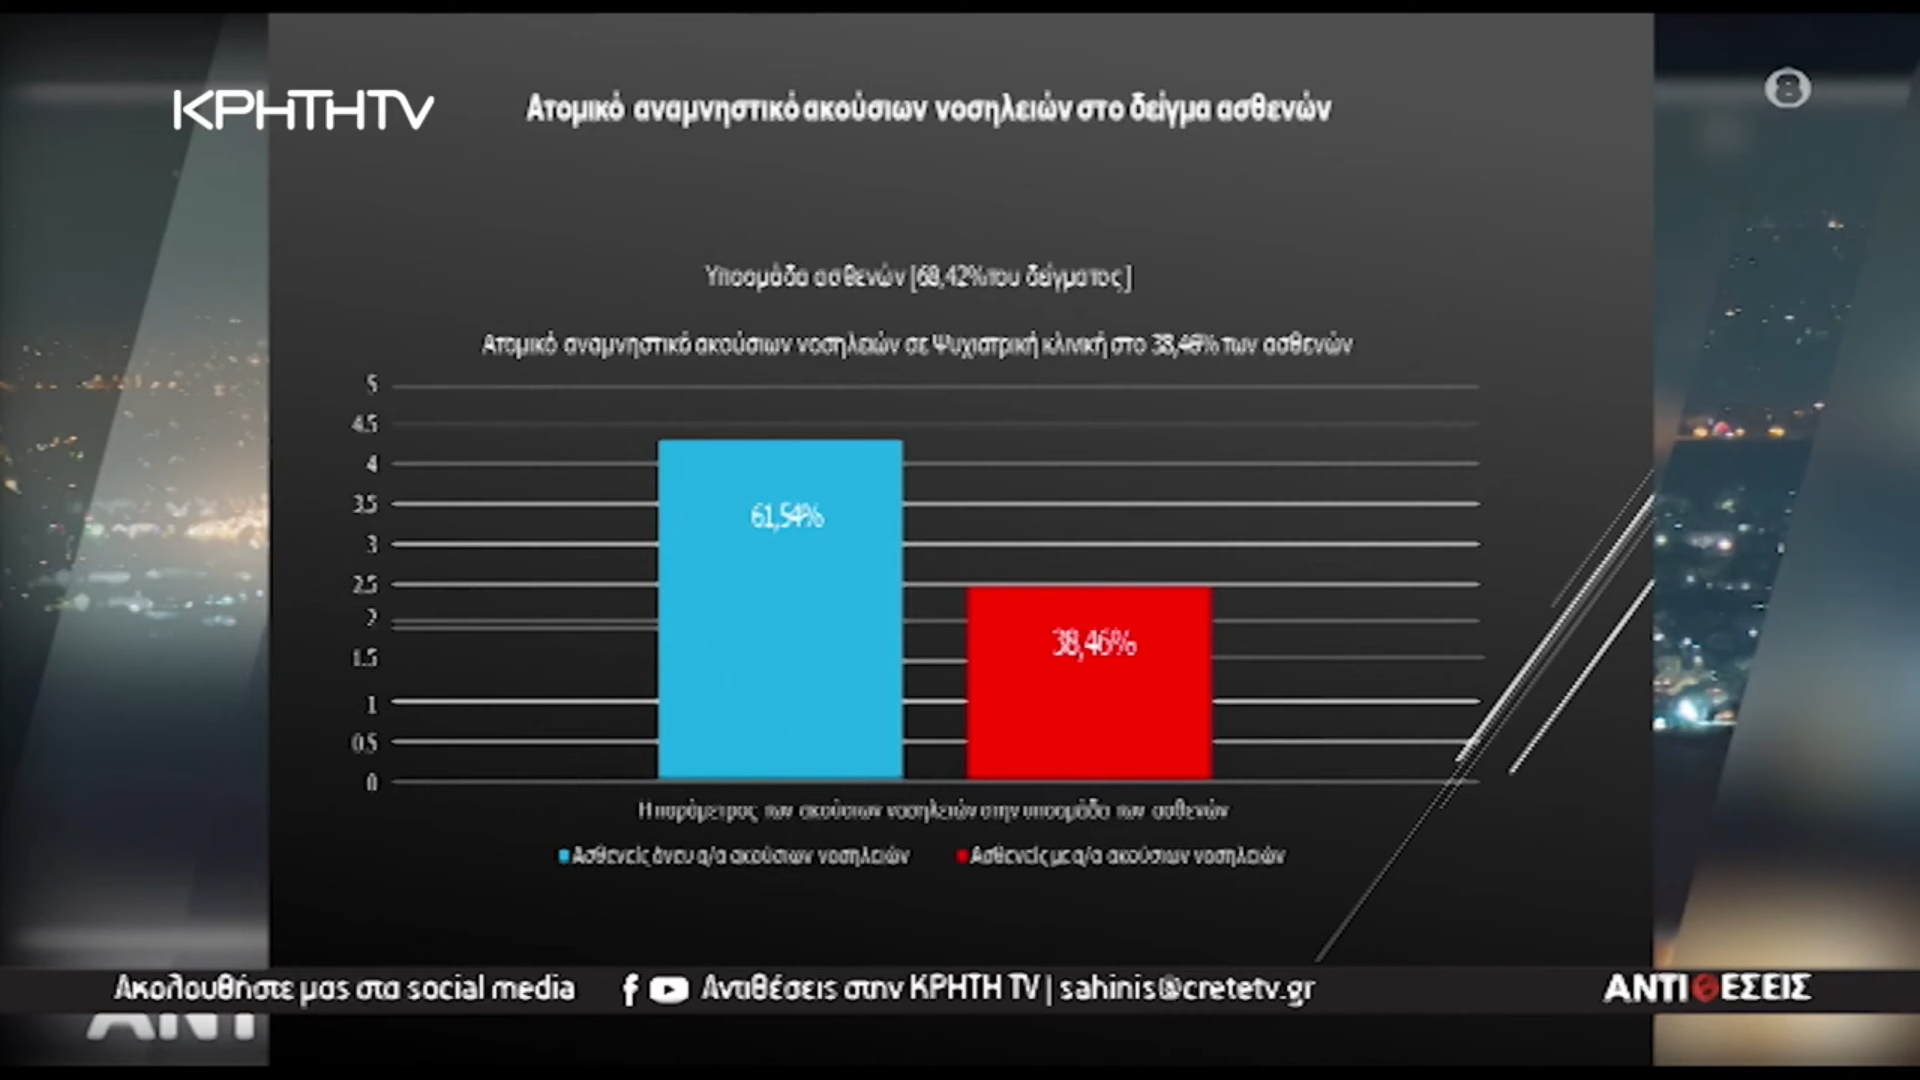 ΚΡΗΤΗTV
8
Ατομικό αναμνηστικό ακούσιων νοσηλειών στο δείγμα ασθενών
Υποομάδα ασθενών [68,42% του δείγματος]
Ατομικό αναμνηστικό ακούσιων νοσηλειών σε Ψυχιατρική κλινική στο 38,46% των ασθενών
5
4.5
4
3.5
3
2.5
2
1.5
1
0.5
0
61,54%
38,46%
Η παράμετρος των ακούσιων νοσηλειών στην υποομάδα των ασθενών
Ασθενείς άνευ α/α ακούσιων νοσηλειών
Ασθενείς με α/α ακούσιων νοσηλειών
Ακολουθήστε μας στα social media
Αντιθέσεις στην ΚΡΗΤΗ TV | sahinis@cretetv.gr
ΑΝΤΙΘΕΣΕΙΣ